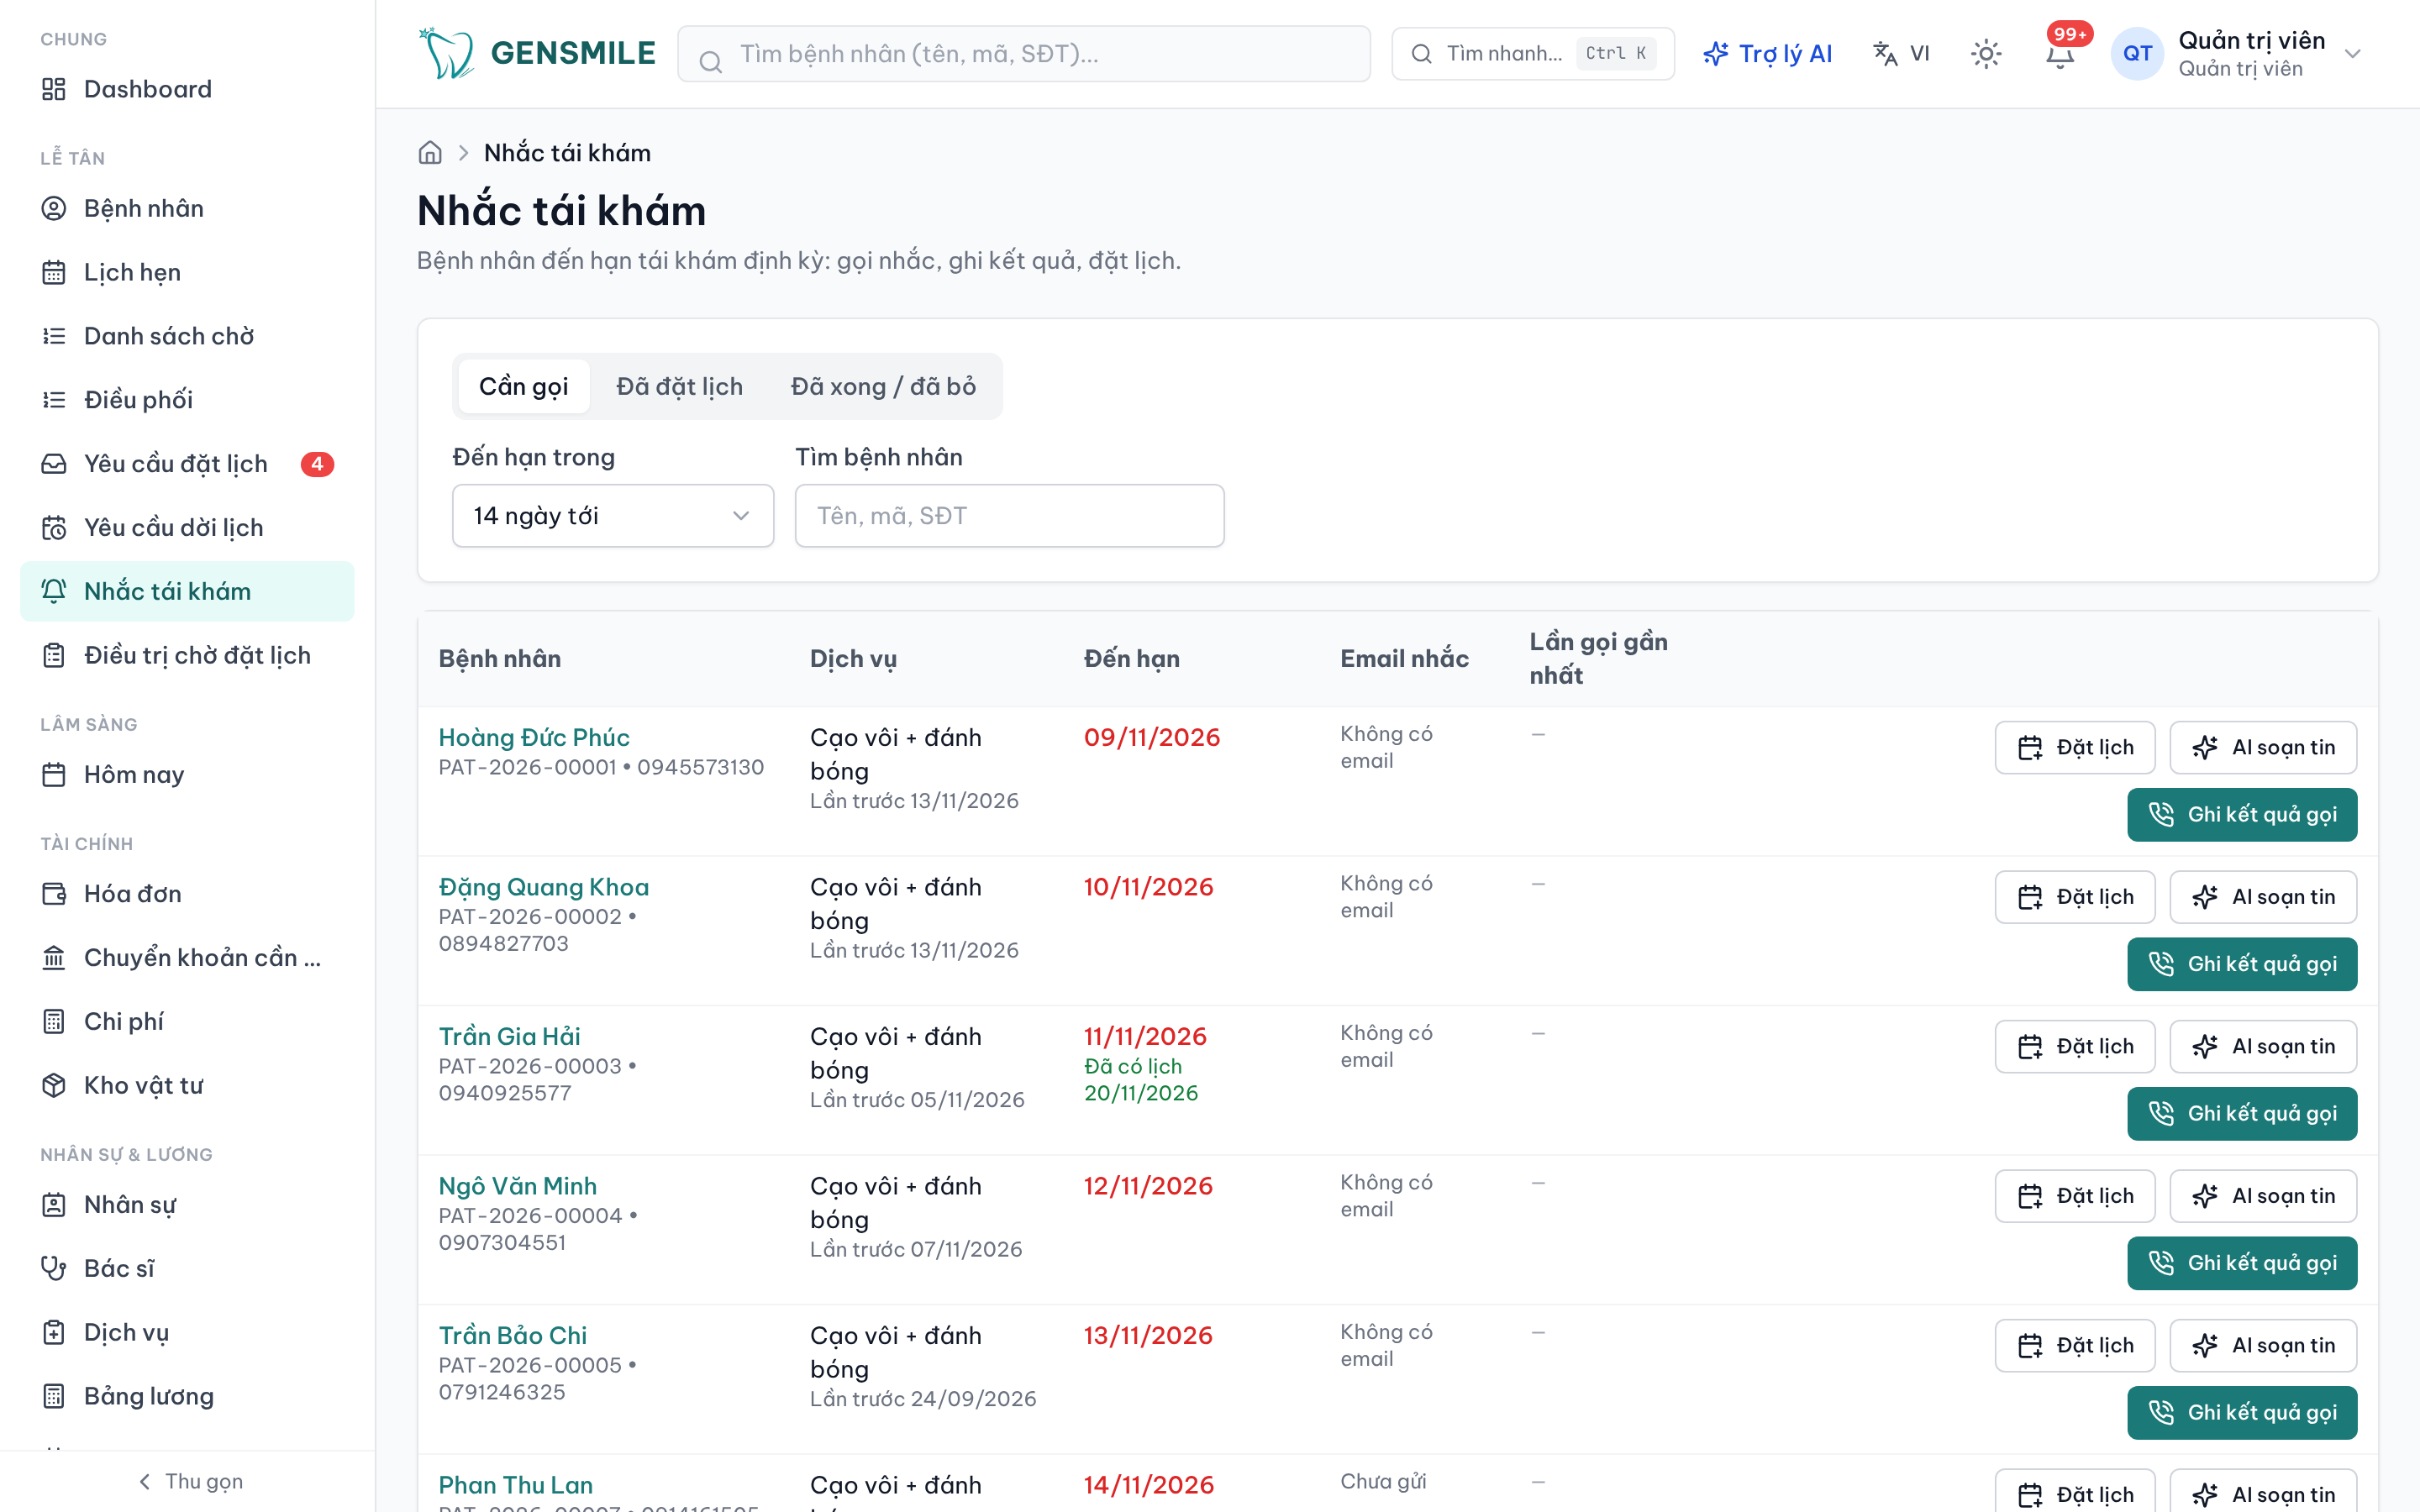 CHUNG
Dashboard
LỄ TÂN
Bệnh nhân
Lịch hẹn
Danh sách chờ
Điều phối
Yêu cầu đặt lịch 4
Yêu cầu dời lịch
Nhắc tái khám
Điều trị chờ đặt lịch
LÂM SÀNG
Hôm nay
TÀI CHÍNH
Hóa đơn
Chuyển khoản cần ...
Chi phí
Kho vật tư
NHÂN SỰ & LƯƠNG
Nhân sự
Bác sĩ
Dịch vụ
Bảng lương
Thu gọn
GENSMILE
Tìm bệnh nhân (tên, mã, SĐT)...
Tìm nhanh... Ctrl K
Trợ lý AI
VI
99+
QT
Quản trị viên
Quản trị viên
Nhắc tái khám
Nhắc tái khám
Bệnh nhân đến hạn tái khám định kỳ: gọi nhắc, ghi kết quả, đặt lịch.
Cần gọi Đã đặt lịch Đã xong / đã bỏ
Đến hạn trong Tìm bệnh nhân
14 ngày tới Tên, mã, SĐT
Bệnh nhân Dịch vụ Đến hạn Email nhắc Lần gọi gần
nhất
Hoàng Đức Phúc
PAT-2026-00001 • 0945573130
Cạo vôi + đánh
bóng
Lần trước 13/11/2026
09/11/2026
Không có
email
—
Đặt lịch AI soạn tin
Ghi kết quả gọi
Đặng Quang Khoa
PAT-2026-00002 •
0894827703
Cạo vôi + đánh
bóng
Lần trước 13/11/2026
10/11/2026
Không có
email
—
Đặt lịch AI soạn tin
Ghi kết quả gọi
Trần Gia Hải
PAT-2026-00003 •
0940925577
Cạo vôi + đánh
bóng
Lần trước 05/11/2026
11/11/2026
Đã có lịch
20/11/2026
Không có
email
—
Đặt lịch AI soạn tin
Ghi kết quả gọi
Ngô Văn Minh
PAT-2026-00004 •
0907304551
Cạo vôi + đánh
bóng
Lần trước 07/11/2026
12/11/2026
Không có
email
—
Đặt lịch AI soạn tin
Ghi kết quả gọi
Trần Bảo Chi
PAT-2026-00005 •
0791246325
Cạo vôi + đánh
bóng
Lần trước 24/09/2026
13/11/2026
Không có
email
—
Đặt lịch AI soạn tin
Ghi kết quả gọi
Phan Thu Lan
Cạo vôi + đánh
14/11/2026
Chưa gửi
—
Đặt lịch AI soạn tin